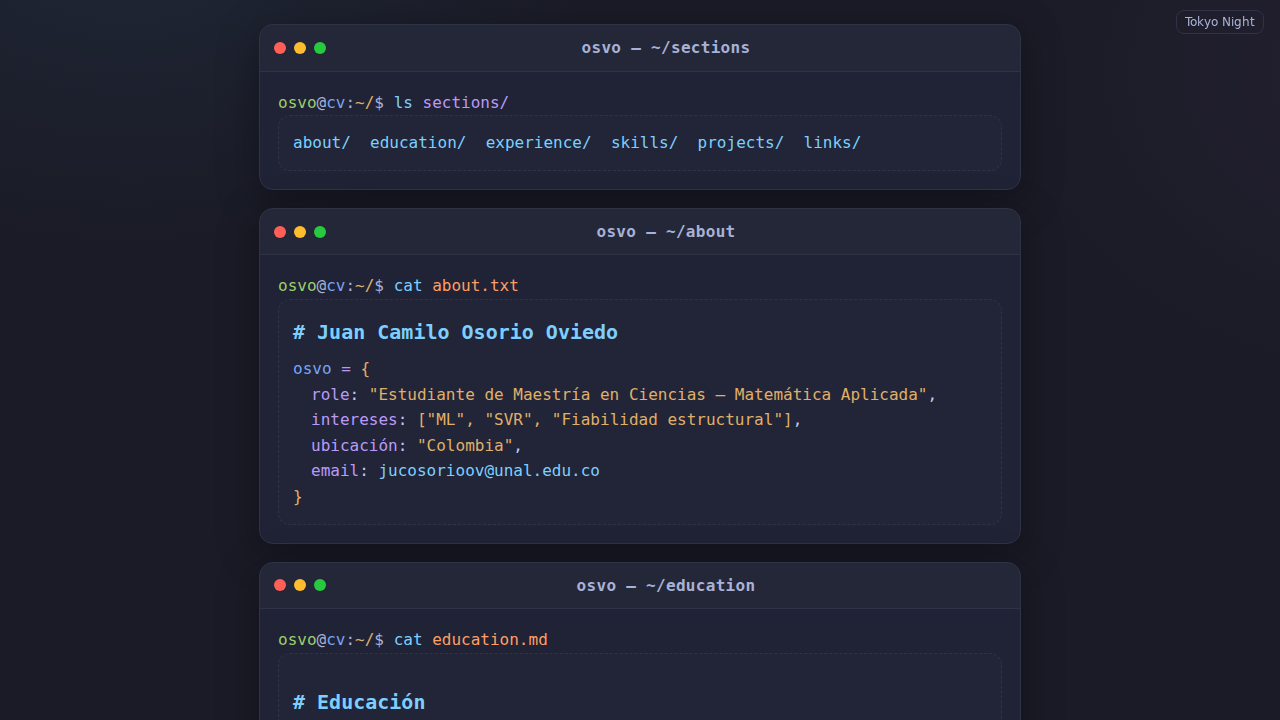 Tokyo Night
osvo — ~/sections
osvo@cv:~/$ ls sections/
about/  education/  experience/  skills/  projects/  links/
osvo — ~/about
osvo@cv:~/$ cat about.txt
# Juan Camilo Osorio Oviedo
osvo = {
role: "Estudiante de Maestría en Ciencias — Matemática Aplicada",
intereses: ["ML", "SVR", "Fiabilidad estructural"],
ubicación: "Colombia",
email: jucosorioov@unal.edu.co
}
osvo — ~/education
osvo@cv:~/$ cat education.md
# Educación